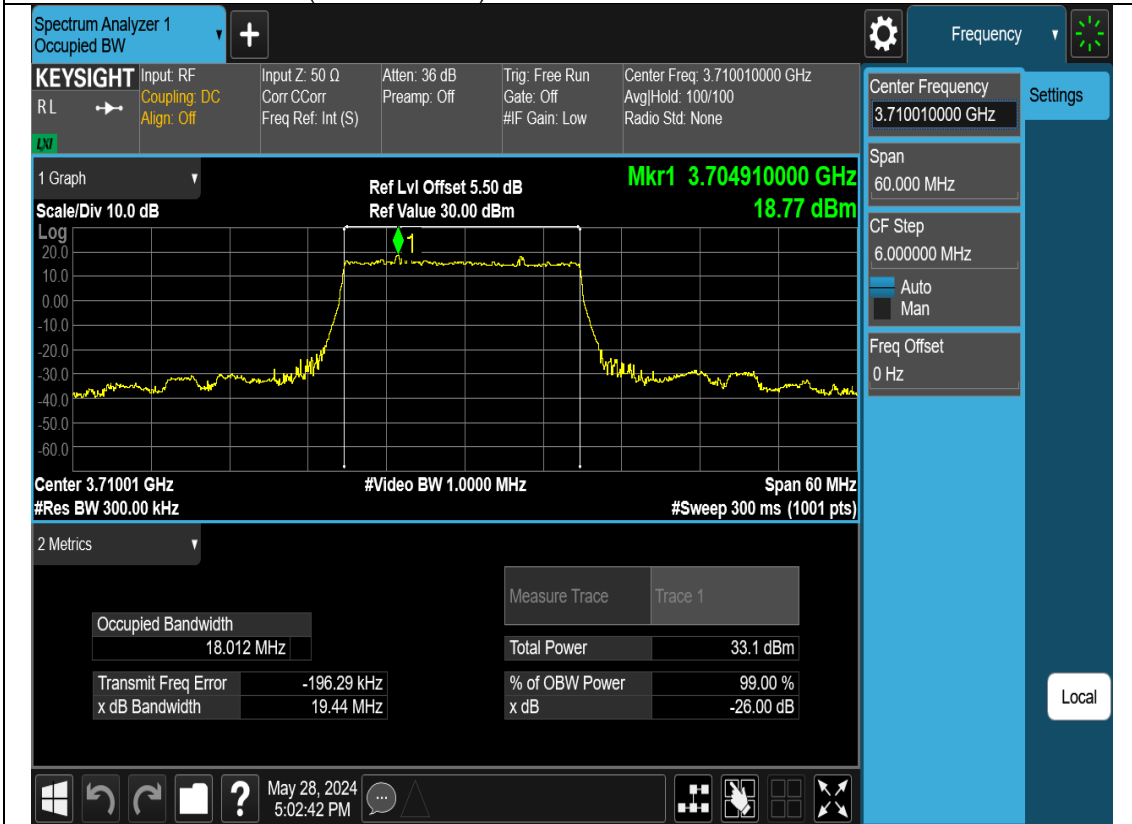 Spectrum Analyzer 1
Occupied BW
+
Frequency
KEYSIGHT
RL
LXI
Input: RF
Coupling: DC
Align: Off
Input Z: 50 Ω
Corr CCorr
Freq Ref: Int (S)
Atten: 36 dB
Preamp: Off
Trig: Free Run
Gate: Off
#IF Gain: Low
Center Freq: 3.710010000 GHz
Avg|Hold: 100/100
Radio Std: None
Center Frequency
3.710010000 GHz
Settings
Span
60.000 MHz
CF Step
6.000000 MHz
Auto
Man
Freq Offset
0 Hz
Local
1 Graph
Scale/Div 10.0 dB
Ref Lvl Offset 5.50 dB
Ref Value 30.00 dBm
Mkr1 3.704910000 GHz
18.77 dBm
Log
1
20.0
10.0
0.00
-10.0
-20.0
-30.0
-40.0
-50.0
-60.0
Center 3.71001 GHz
#Video BW 1.0000 MHz
Span 60 MHz
#Res BW 300.00 kHz
#Sweep 300 ms (1001 pts)
2 Metrics
Measure Trace Trace 1
Occupied Bandwidth
18.012 MHz
Total Power 33.1 dBm
Transmit Freq Error -196.29 kHz
% of OBW Power 99.00 %
x dB Bandwidth 19.44 MHz
x dB -26.00 dB
?
May 28, 2024
5:02:42 PM